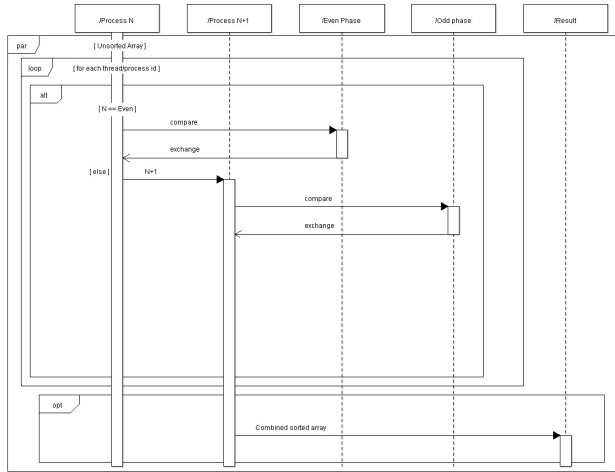 /Process N
/Process N+1
/Even Phase
/Odd phase
/Result
par
[ Unsorted Array ]
loop
[ for each thread/process id ]
alt
[ N == Even ]
compare
exchange
[ else ]
N+1
compare
exchange
opt
Combined sorted array